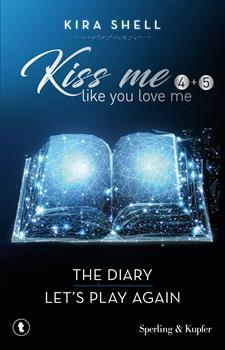 KIRA SHELL
Kiss me 4+5
like you love me
THE DIARY
LET'S PLAY AGAIN
t
Sperling & Kupfer